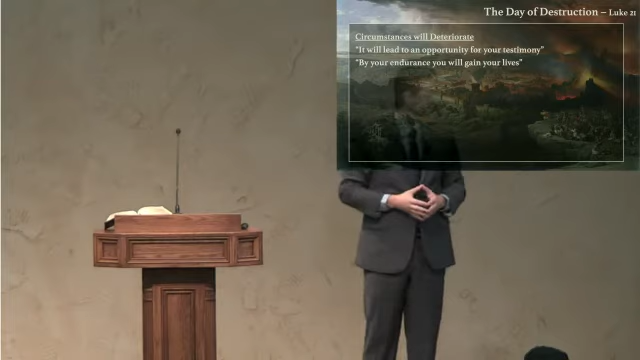 The Day of Destruction – Luke 21
Circumstances will Deteriorate
"It will lead to an opportunity for your testimony"
"By your endurance you will gain your lives"